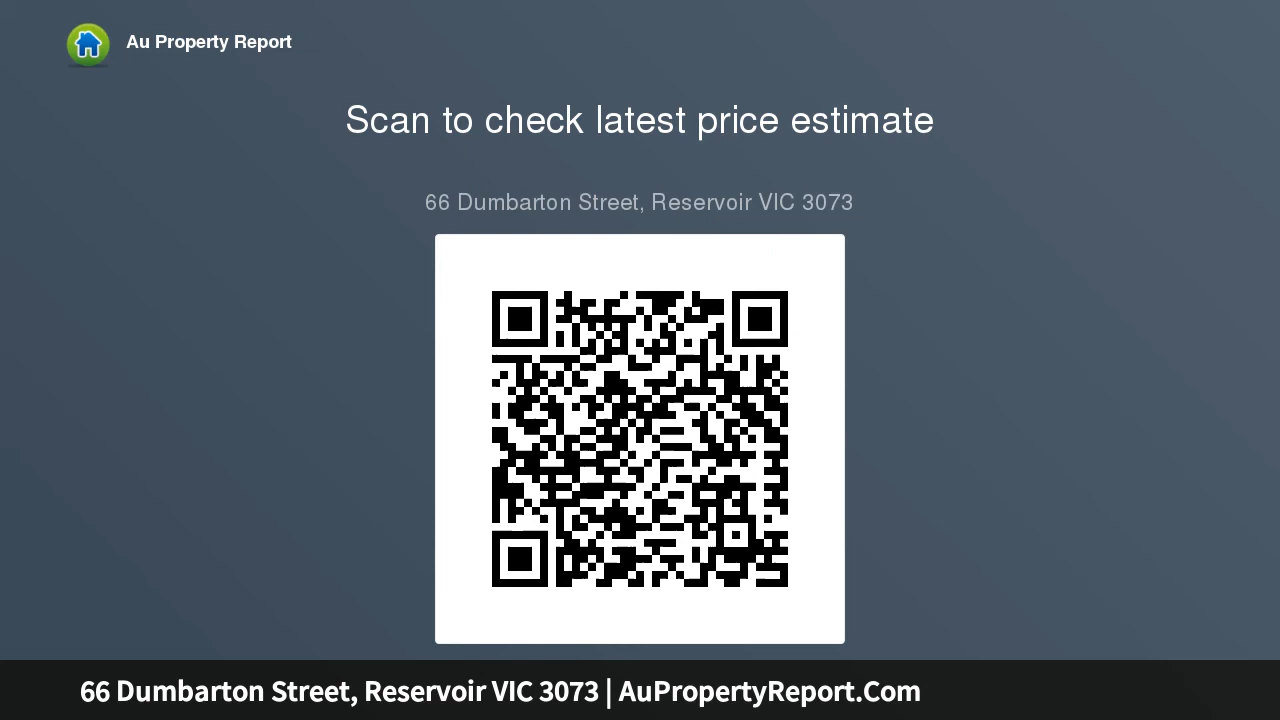 Au Property Report
Scan to check latest price estimate
66 Dumbarton Street, Reservoir VIC 3073
66 Dumbarton Street, Reservoir VIC 3073 | AuPropertyReport.Com